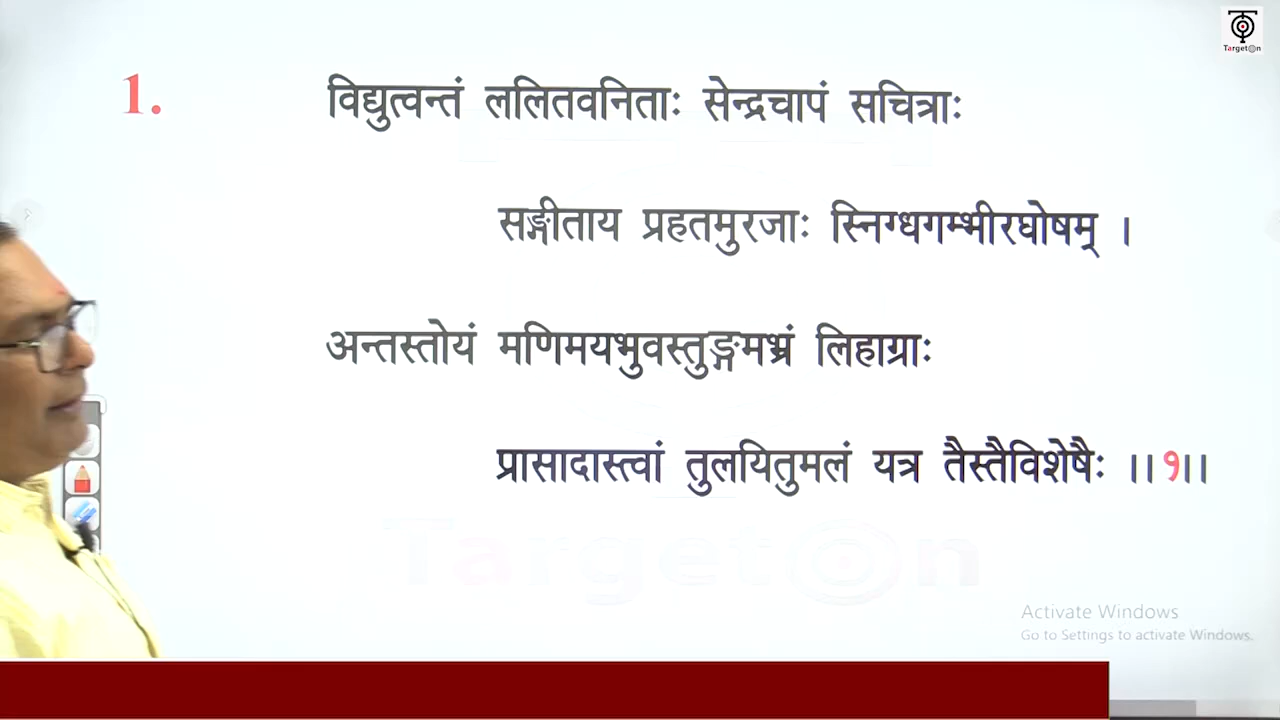 Target
1. विद्युत्वन्तं ललितवनिताः सेन्द्रचापं सचित्राः
सङ्गीताय प्रहतमुरजाः स्निग्धगम्भीरघोषम् ।
अन्तस्तोयं मणिमयभुवस्तुङ्गमभ्रं लिहाग्राः
प्रासादास्त्वां तुलयितुमलं यत्र तैस्तैविशेषैः ।।१।।
Target n
Activate Windows
Go to Settings to activate Windows.